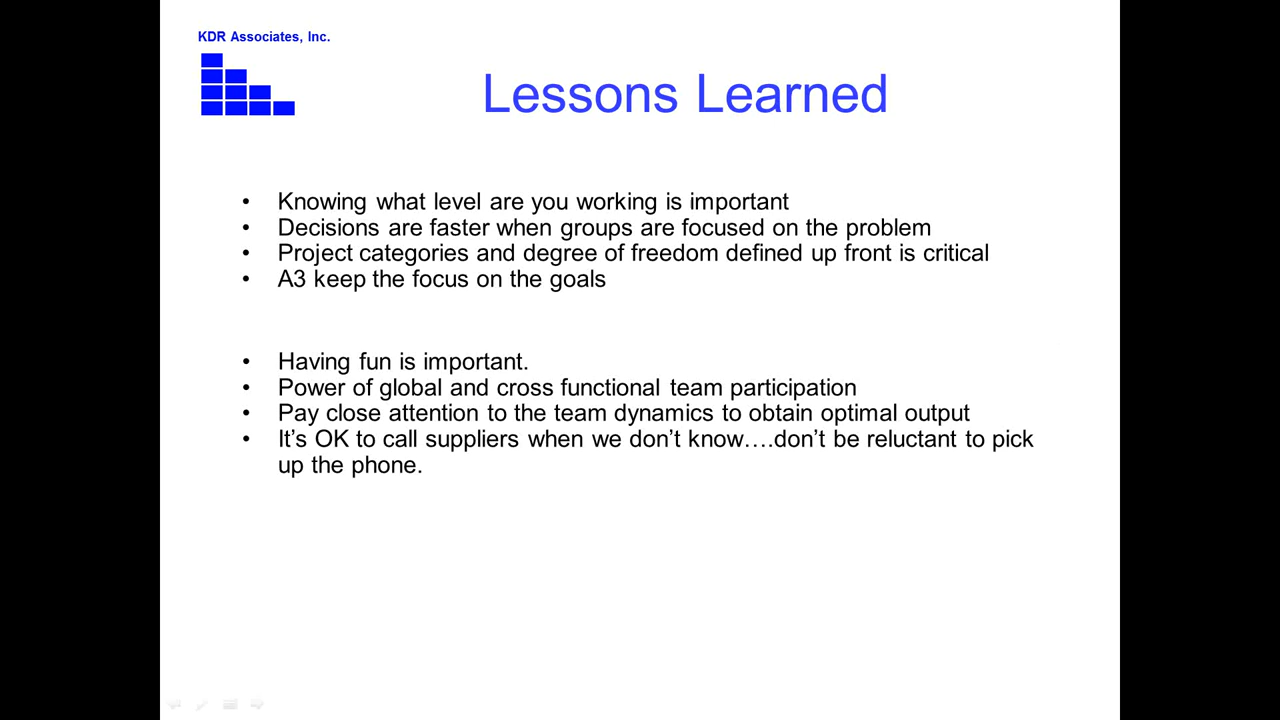 KDR Associates, Inc.
Lessons Learned
• Knowing what level are you working is important
• Decisions are faster when groups are focused on the problem
• Project categories and degree of freedom defined up front is critical
• A3 keep the focus on the goals
• Having fun is important.
• Power of global and cross functional team participation
• Pay close attention to the team dynamics to obtain optimal output
• It’s OK to call suppliers when we don’t know….don’t be reluctant to pick
up the phone.